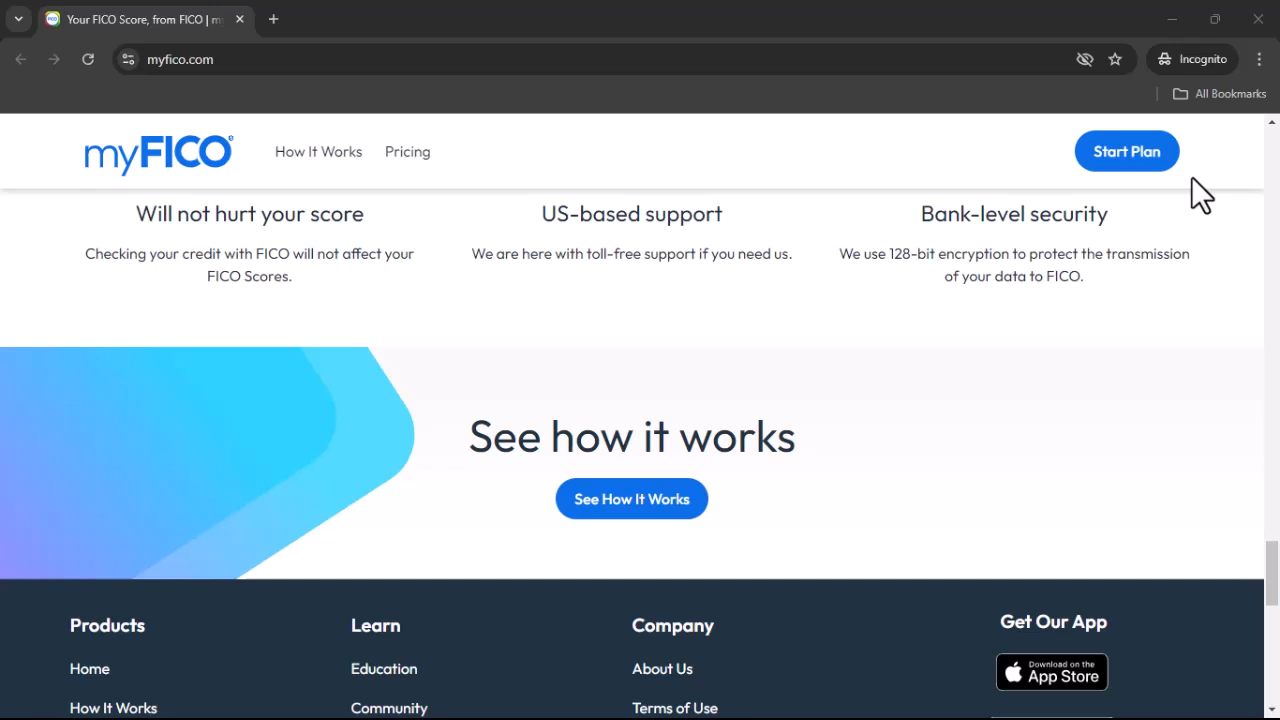 Your FICO Score, from FICO | m
myfico.com
Incognito
All Bookmarks
myFICO®
How It Works
Pricing
Start Plan
Will not hurt your score
US-based support
Bank-level security
Checking your credit with FICO will not affect your
FICO Scores.
We are here with toll-free support if you need us.
We use 128-bit encryption to protect the transmission
of your data to FICO.
See how it works
See How It Works
Products
Learn
Company
Get Our App
Home
Education
About Us
Download on the
App Store
How It Works
Community
Terms of Use